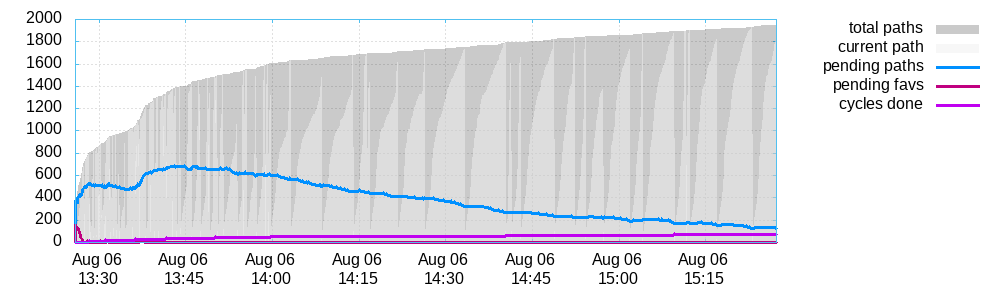 2000
1800
1600
1400
1200
1000
800
600
400
200
0
Aug 06 Aug 06 Aug 06 Aug 06 Aug 06 Aug 06 Aug 06 Aug 06
13:30 13:45 14:00 14:15 14:30 14:45 15:00 15:15
total paths
current path
pending paths
pending favs
cycles done